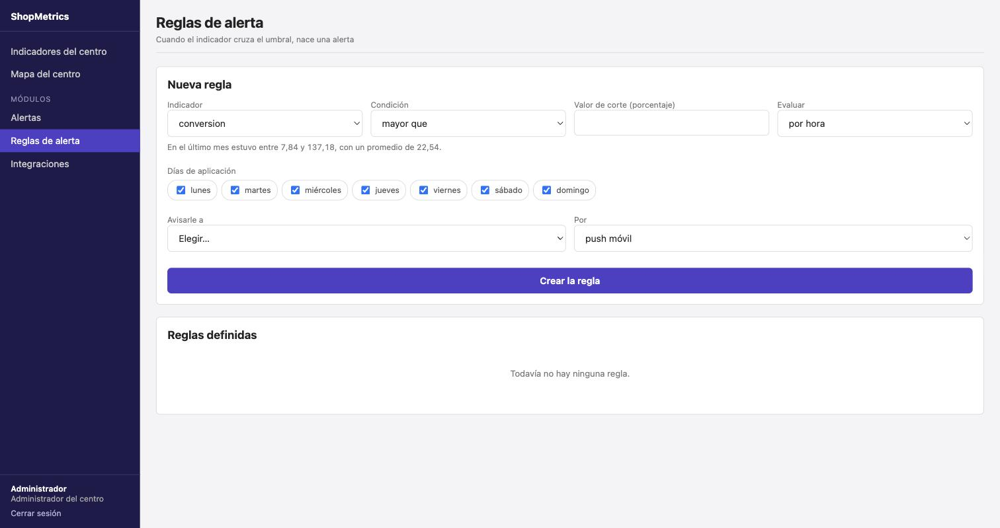 ShopMetrics
Indicadores del centro
Mapa del centro
MÓDULOS
Alertas
Reglas de alerta
Integraciones
Administrador
Administrador del centro
Cerrar sesión
Reglas de alerta
Cuando el indicador cruza el umbral, nace una alerta
Nueva regla
Indicador
conversion
Condición
mayor que
Valor de corte (porcentaje)
Evaluar
por hora
En el último mes estuvo entre 7,84 y 137,18, con un promedio de 22,54.
Días de aplicación
lunes martes miércoles jueves viernes sábado domingo
Avisarle a
Elegir...
Por
push móvil
Crear la regla
Reglas definidas
Todavía no hay ninguna regla.